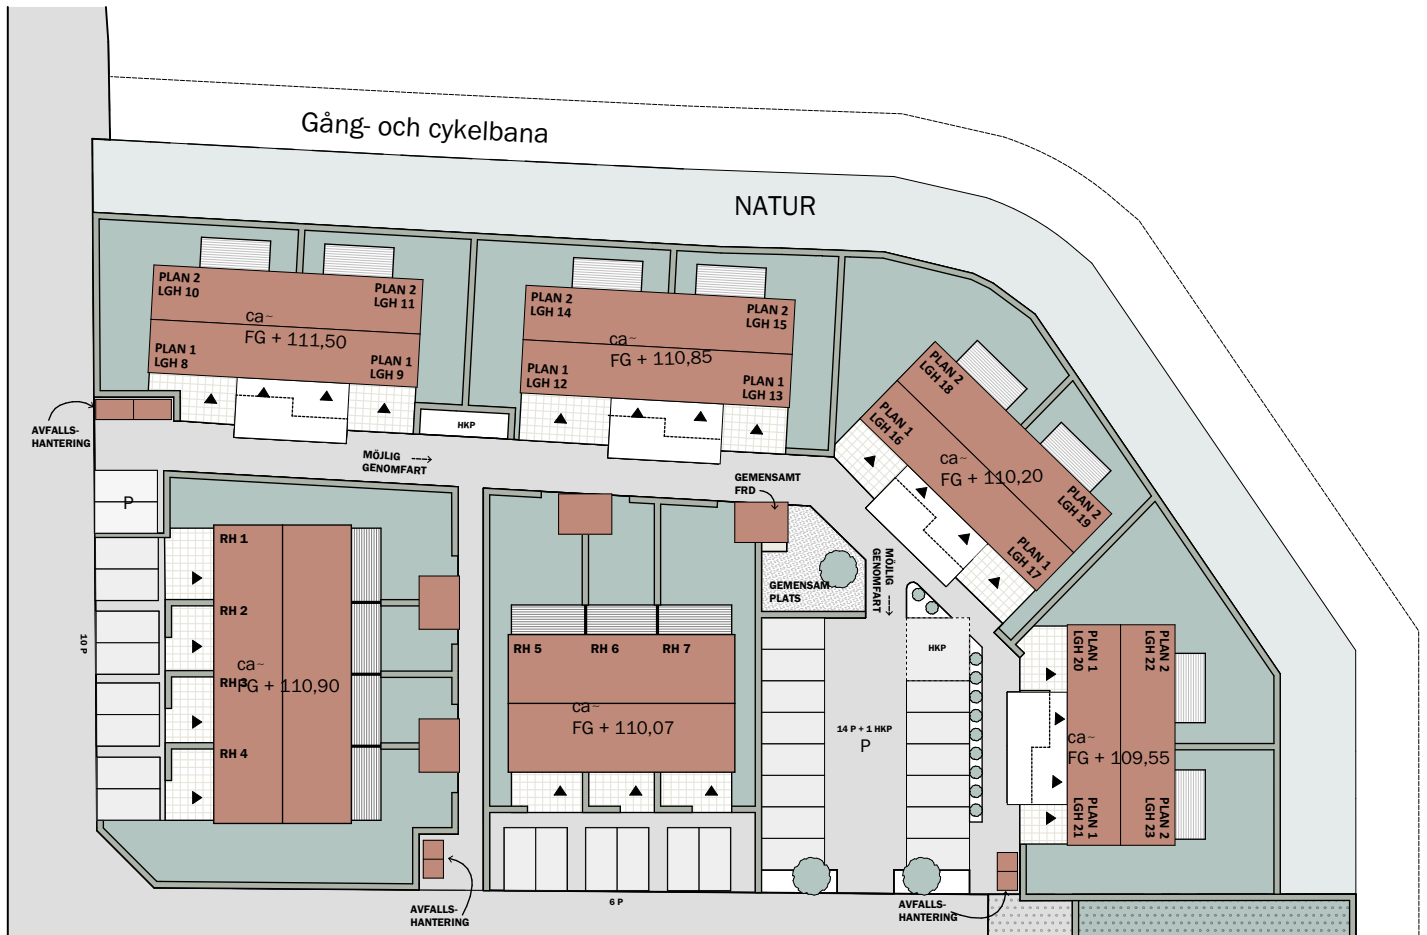 Gång- och cykelbana
NATUR
PLAN 2
LGH 10
PLAN 2
LGH 11
ca~
FG + 111,50
PLAN 1
LGH 8
PLAN 1
LGH 9
PLAN 2
LGH 14
PLAN 2
LGH 15
ca~
FG + 110,85
PLAN 1
LGH 12
PLAN 1
LGH 13
PLAN 2
LGH 18
PLAN 1
LGH 16
ca~
FG + 110,20
PLAN 2
LGH 19
PLAN 1
LGH 17
AVFALLS-
HANTERING
HKP
MÖJLIG
GENOMFART
GEMENSAMT
FRD
P
MÖJLIG
GENOMFART
GEMENSAM
PLATS
RH 1
RH 2
RH 3
RH 4
ca~
FG + 110,90
10 P
RH 5
RH 6
RH 7
ca~
FG + 110,07
HKP
14 P + 1 HKP
P
PLAN 1
LGH 20
PLAN 2
LGH 22
ca~
FG + 109,55
PLAN 1
LGH 21
PLAN 2
LGH 23
AVFALLS-
HANTERING
6 P
AVFALLS-
HANTERING